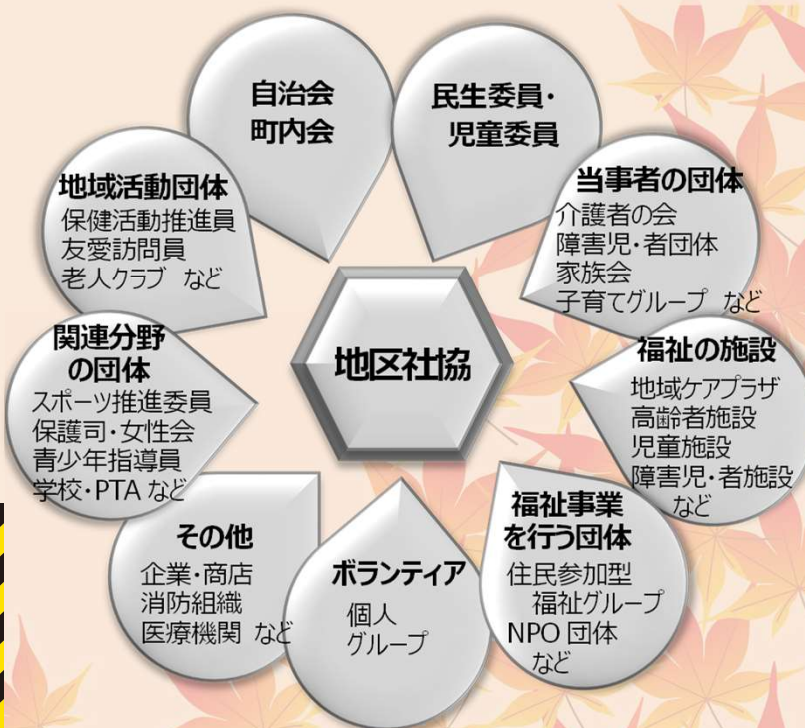 自治会
町内会
民生委員・
児童委員
当事者の団体
介護者の会
障害児・者団体
家族会
子育てグループ など
福祉の施設
地域ケアプラザ
高齢者施設
児童施設
障害児・者施設
など
福祉事業
を行う団体
住民参加型
福祉グループ
NPO 団体
など
ボランティア
個人
グループ
その他
企業・商店
消防組織
医療機関 など
関連分野
の団体
スポーツ推進委員
保護司・女性会
青少年指導員
学校・PTA など
地域活動団体
保健活動推進員
友愛訪問員
老人クラブ など
地区社協